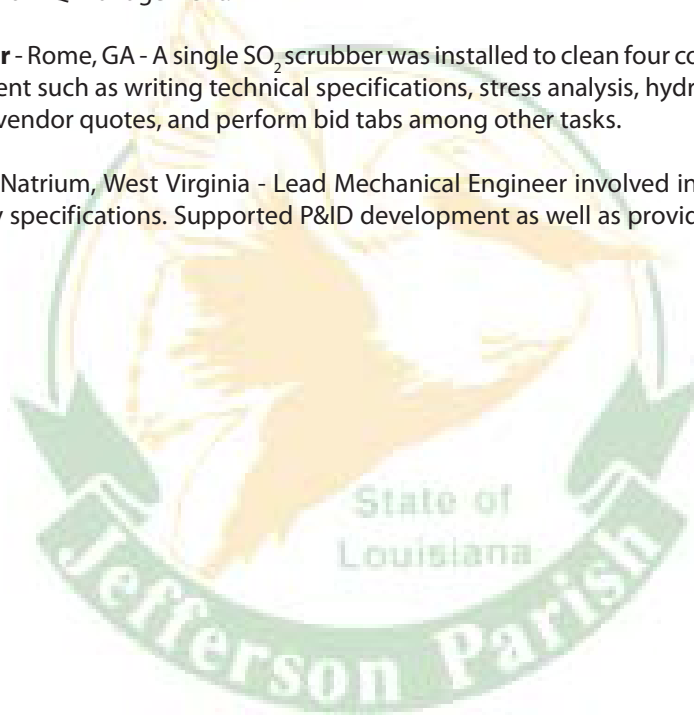 r - Rome, GA - A single SO2 scrubber was installed to clean four co
ent such as writing technical specifications, stress analysis, hydr
vendor quotes, and perform bid tabs among other tasks.
Natrium, West Virginia - Lead Mechanical Engineer involved in
y specifications. Supported P&ID development as well as provid
State of
Louisiana
Jefferson Parish